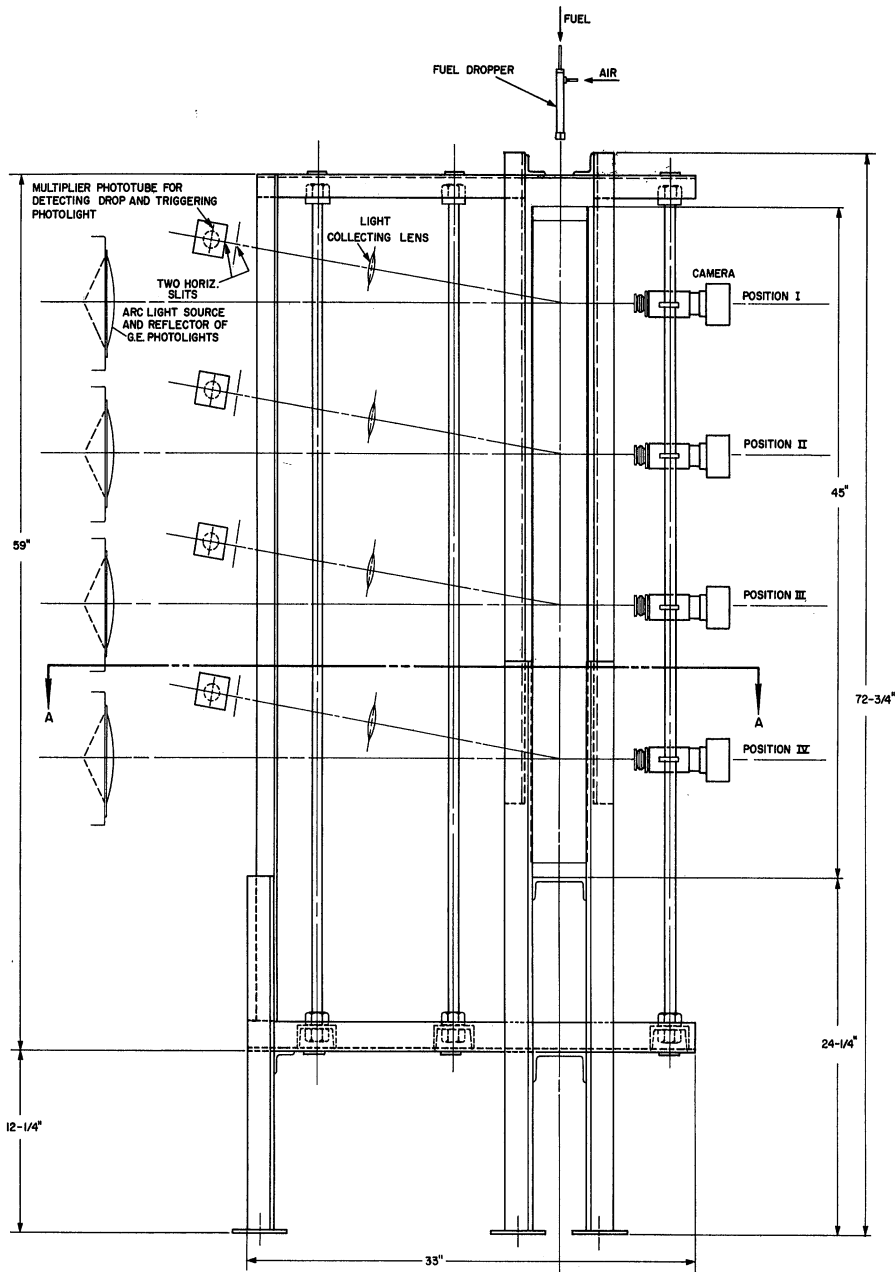 FUEL
FUEL DROPPER
AIR
MULTIPLIER PHOTOTUBE FOR
DETECTING DROP AND TRIGGERING
PHOTOLIGHT
LIGHT
COLLECTING LENS
TWO HORIZ.
SLITS
ARC LIGHT SOURCE
AND REFLECTOR OF
G.E. PHOTOLIGHTS
CAMERA
POSITION I
POSITION II
45"
59"
POSITION III
A
A
72-3/4"
POSITION IV
24-1/4"
12-1/4"
33"